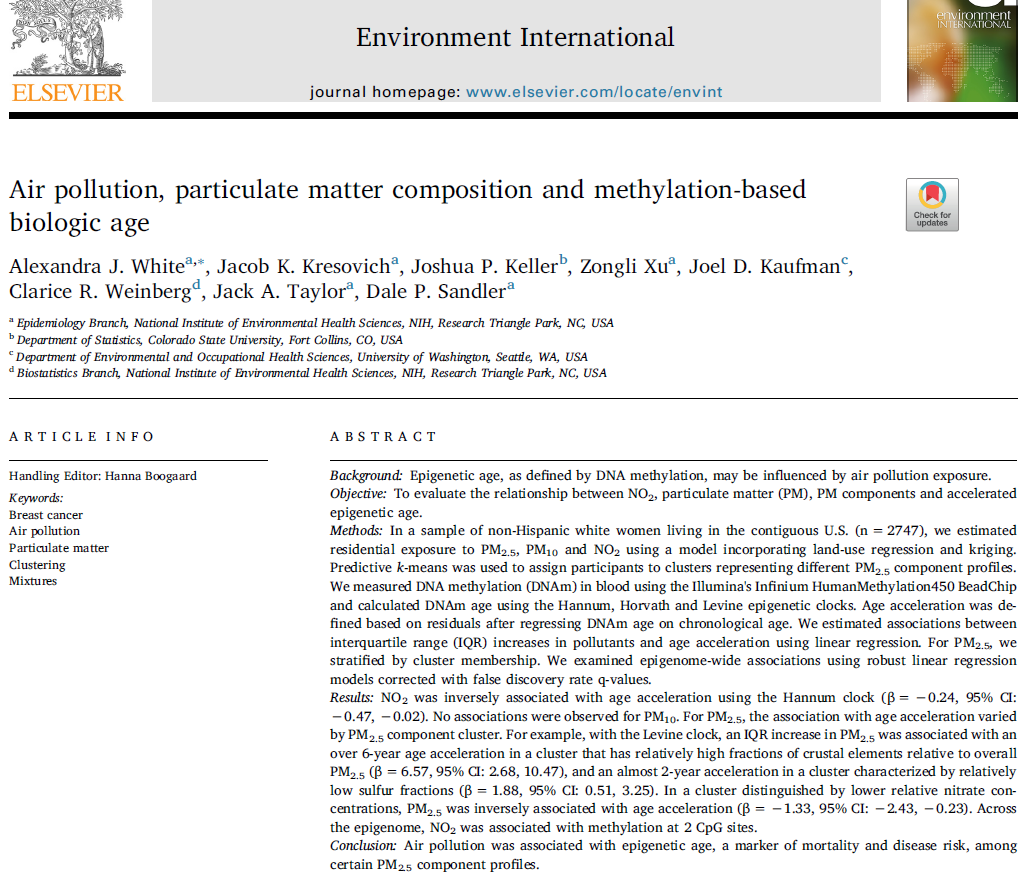 Environment International
environment
INTERNATIONAL
ELSEVIER
journal homepage: www.elsevier.com/locate/envint
Air pollution, particulate matter composition and methylation-based
biologic age
Check for
updates
Alexandra J. White^a,*, Jacob K. Kresovich^a, Joshua P. Keller^b, Zongli Xu^a, Joel D. Kaufman^c,
Clarice R. Weinberg^d, Jack A. Taylor^a, Dale P. Sandler^a
^a Epidemiology Branch, National Institute of Environmental Health Sciences, NIH, Research Triangle Park, NC, USA
^b Department of Statistics, Colorado State University, Fort Collins, CO, USA
^c Department of Environmental and Occupational Health Sciences, University of Washington, Seattle, WA, USA
^d Biostatistics Branch, National Institute of Environmental Health Sciences, NIH, Research Triangle Park, NC, USA
ARTICLE INFO
Handling Editor: Hanna Boogaard
Keywords:
Breast cancer
Air pollution
Particulate matter
Clustering
Mixtures
ABSTRACT
Background: Epigenetic age, as defined by DNA methylation, may be influenced by air pollution exposure.
Objective: To evaluate the relationship between NO₂, particulate matter (PM), PM components and accelerated
epigenetic age.
Methods: In a sample of non-Hispanic white women living in the contiguous U.S. (n = 2747), we estimated
residential exposure to PM₂.₅, PM₁₀ and NO₂ using a model incorporating land-use regression and kriging.
Predictive k-means was used to assign participants to clusters representing different PM₂.₅ component profiles.
We measured DNA methylation (DNAm) in blood using the Illumina's Infinium HumanMethylation450 BeadChip
and calculated DNAm age using the Hannum, Horvath and Levine epigenetic clocks. Age acceleration was de-
fined based on residuals after regressing DNAm age on chronological age. We estimated associations between
interquartile range (IQR) increases in pollutants and age acceleration using linear regression. For PM₂.₅, we
stratified by cluster membership. We examined epigenome-wide associations using robust linear regression
models corrected with false discovery rate q-values.
Results: NO₂ was inversely associated with age acceleration using the Hannum clock (β = −0.24, 95% CI:
−0.47, −0.02). No associations were observed for PM₁₀. For PM₂.₅, the association with age acceleration varied
by PM₂.₅ component cluster. For example, with the Levine clock, an IQR increase in PM₂.₅ was associated with an
over 6-year age acceleration in a cluster that has relatively high fractions of crustal elements relative to overall
PM₂.₅ (β = 6.57, 95% CI: 2.68, 10.47), and an almost 2-year acceleration in a cluster characterized by relatively
low sulfur fractions (β = 1.88, 95% CI: 0.51, 3.25). In a cluster distinguished by lower relative nitrate con-
centrations, PM₂.₅ was inversely associated with age acceleration (β = −1.33, 95% CI: −2.43, −0.23). Across
the epigenome, NO₂ was associated with methylation at 2 CpG sites.
Conclusion: Air pollution was associated with epigenetic age, a marker of mortality and disease risk, among
certain PM₂.₅ component profiles.